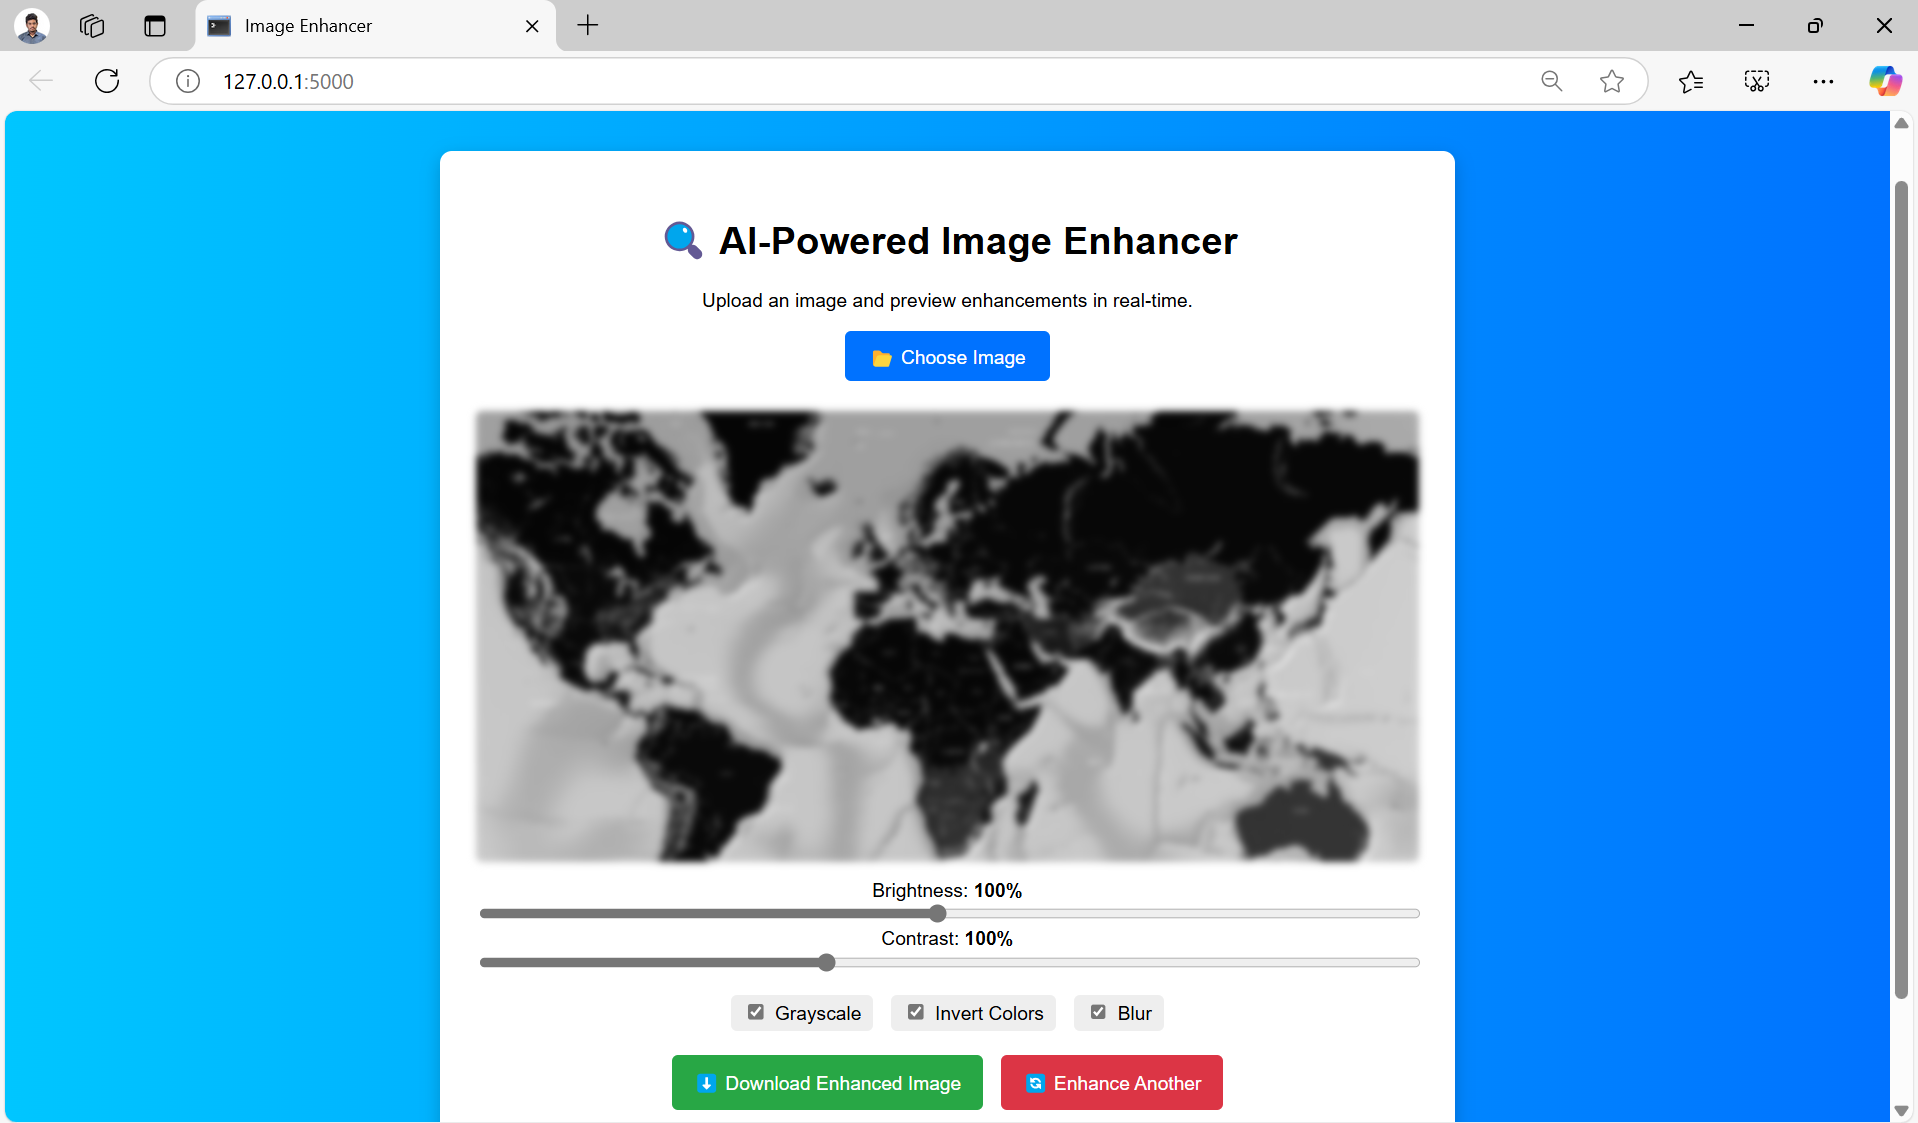 Image Enhancer
127.0.0.1:5000
AI-Powered Image Enhancer
Upload an image and preview enhancements in real-time.
Choose Image
Brightness: 100%
Contrast: 100%
Grayscale Invert Colors Blur
Download Enhanced Image Enhance Another